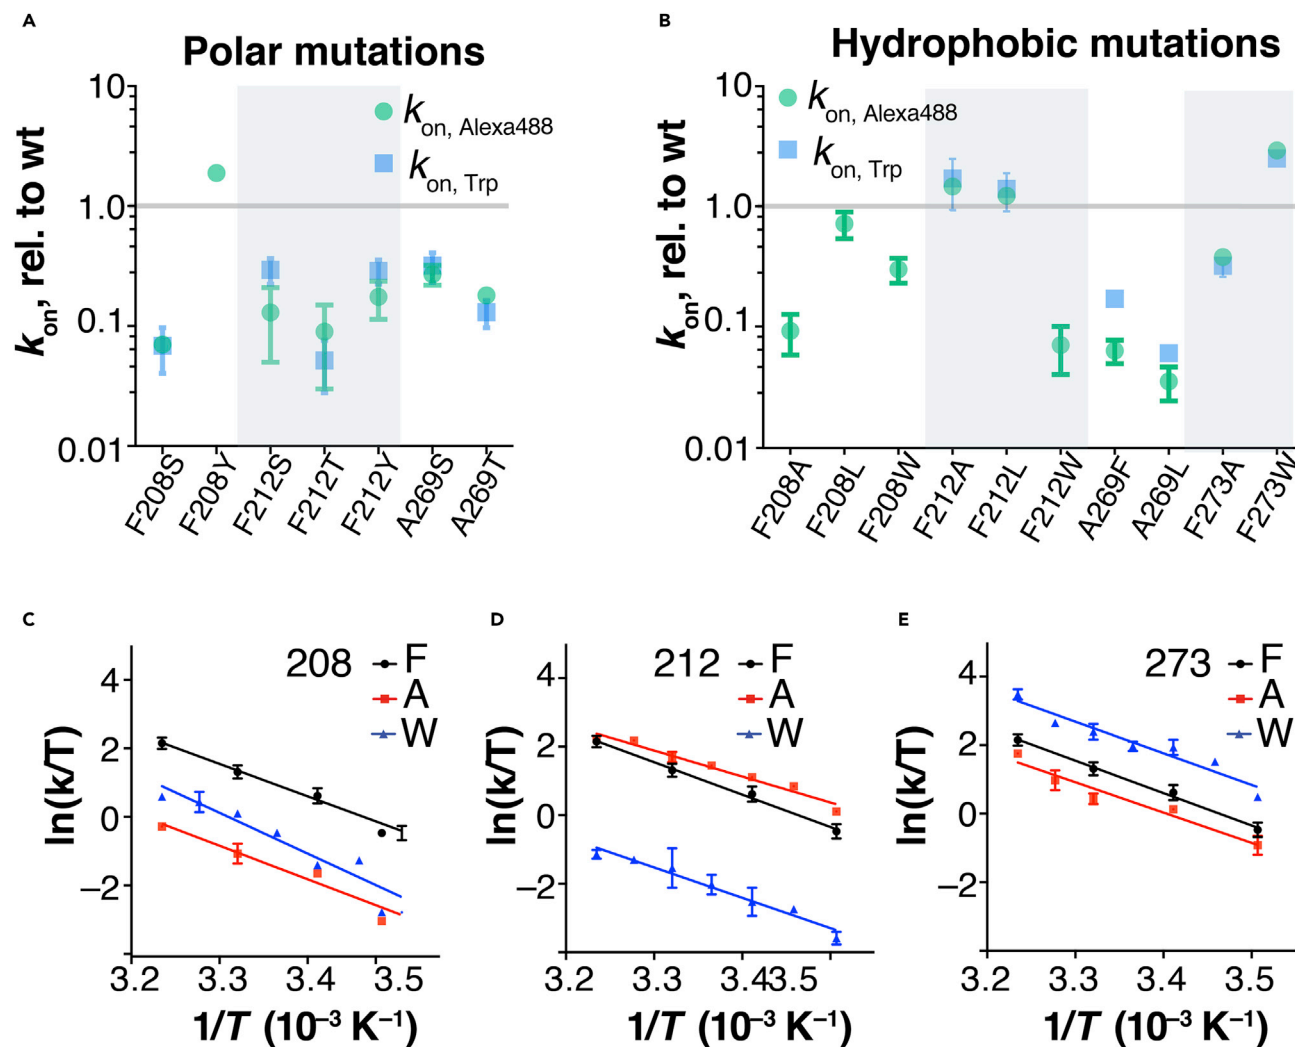 A
Polar mutations
10
1.0
0.1
0.01
kon, rel. to wt
kon, Alexa488
kon, Trp
F208S
F208Y
F212S
F212T
F212Y
A269S
A269T
B
Hydrophobic mutations
10
1.0
0.1
0.01
kon, rel. to wt
kon, Alexa488
kon, Trp
F208A
F208L
F208W
F212A
F212L
F212W
A269F
A269L
F273A
F273W
C
208
F
A
W
4
2
0
−2
ln(k/T)
3.2 3.3 3.4 3.5
1/T (10−3 K−1)
D
212
F
A
W
4
2
0
−2
ln(k/T)
3.2 3.3 3.43.5
1/T (10−3 K−1)
E
273
F
A
W
4
2
0
−2
ln(k/T)
3.2 3.3 3.4 3.5
1/T (10−3 K−1)